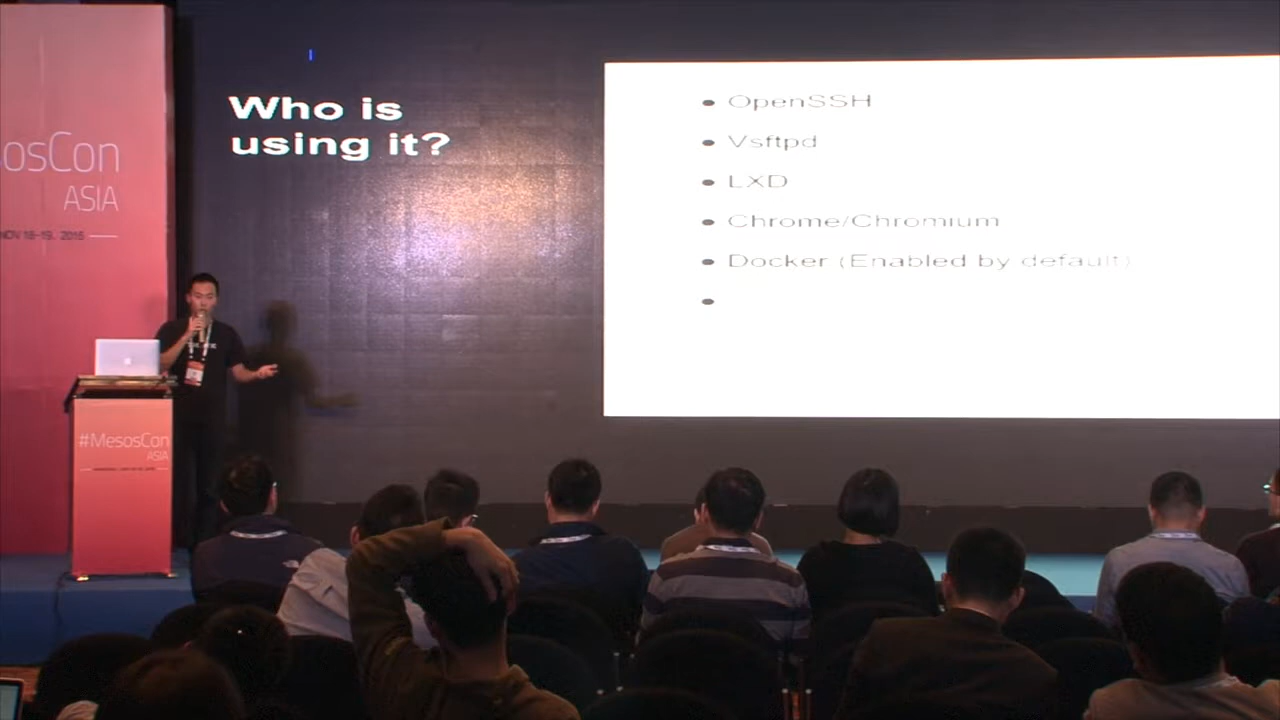 osCon
ASIA
NOV 18-19, 2016
Who is
using it?
OpenSSH
Vsftpd
LXD
Chrome/Chromium
Docker (Enabled by default)
#MesosCon
ASIA